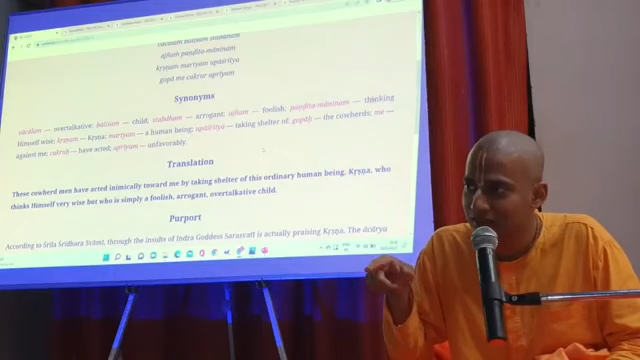 vācālaṁ bāliśaṁ stabdham
ajñaṁ paṇḍita-māninam
kṛṣṇaṁ martyam upāśritya
gopā me cakrur apriyam
Synonyms
vācālam — overtalkative; bāliśam — child; stabdham — arrogant; ajñam — foolish; paṇḍita-māninam — thinking
Himself wise; kṛṣṇam — Kṛṣṇa; martyam — a human being; upāśritya — taking shelter of; gopāḥ — the cowherds; me —
against me; cakruḥ — have acted; apriyam — unfavorably.
Translation
These cowherd men have acted inimically toward me by taking shelter of this ordinary human being, Kṛṣṇa, who
thinks Himself very wise but who is simply a foolish, arrogant, overtalkative child.
Purport
According to Śrīla Śrīdhara Svāmī, through the insults of Indra Goddess Sarasvatī is actually praising Kṛṣṇa. The ācārya